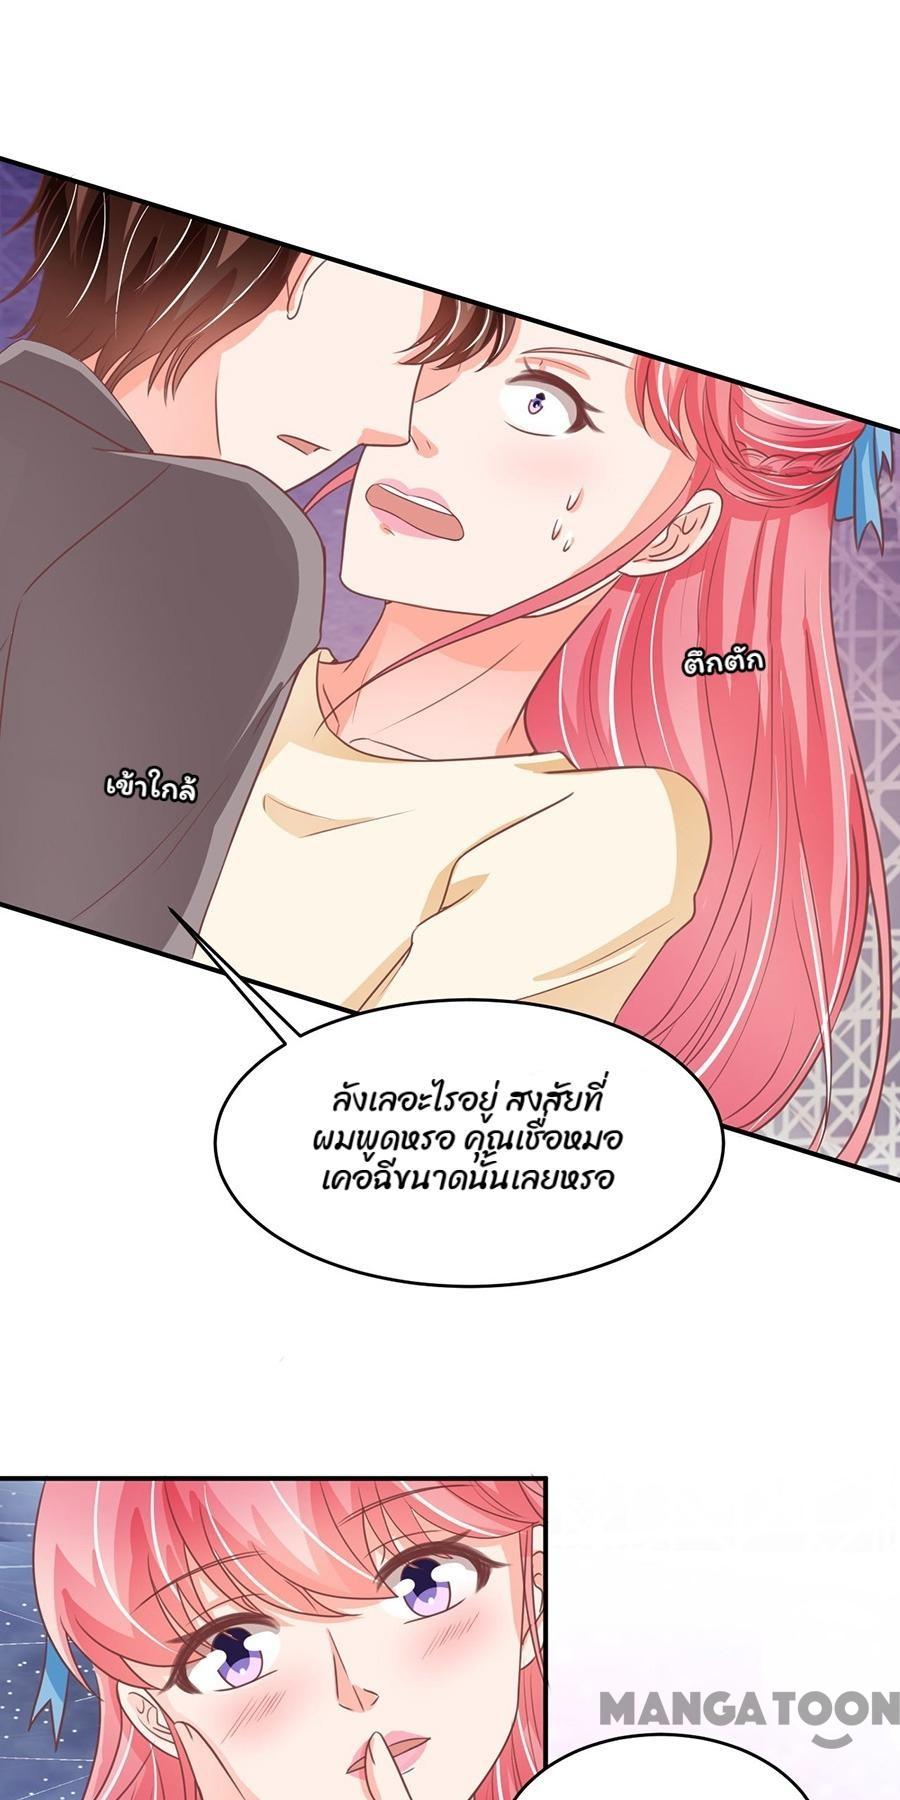 ตึกตัก
เข้าใกล้
ลังเลอะไรอยู่ สงสัยที่
ผมพูดหรอ คุณเชื่อหมอ
เคอฉีขนาดนั้นเลยหรอ
MANGATOON